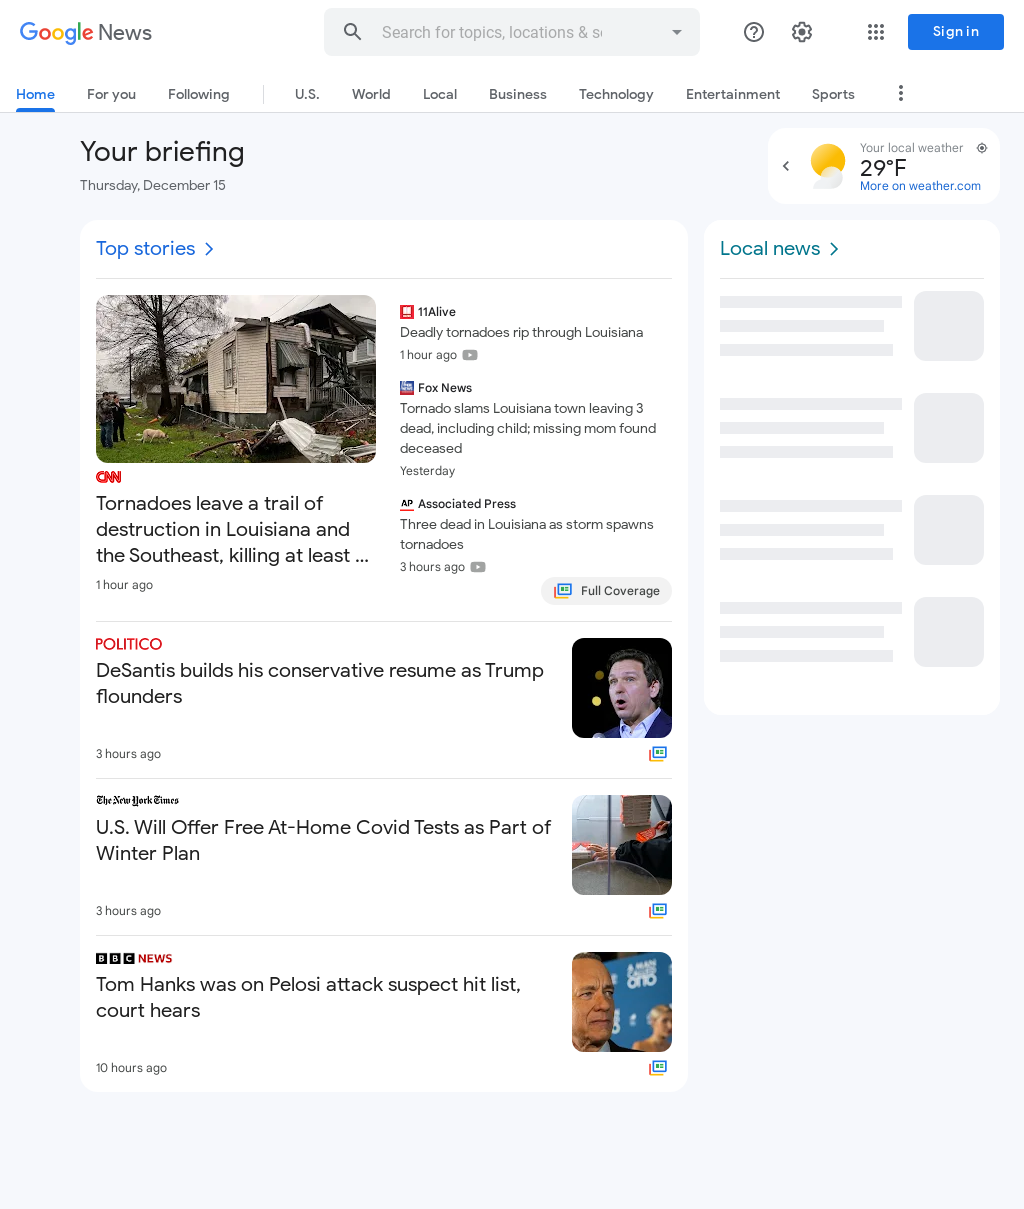 Google News
Search for topics, locations & so
Sign in
Home
For you
Following
U.S.
World
Local
Business
Technology
Entertainment
Sports
Your briefing
Thursday, December 15
Your local weather
29°F
More on weather.com
Top stories
CNN
Tornadoes leave a trail of
destruction in Louisiana and
the Southeast, killing at least ...
1 hour ago
11Alive
Deadly tornadoes rip through Louisiana
1 hour ago
Fox News
Tornado slams Louisiana town leaving 3
dead, including child; missing mom found
deceased
Yesterday
AP Associated Press
Three dead in Louisiana as storm spawns
tornadoes
3 hours ago
Full Coverage
POLITICO
DeSantis builds his conservative resume as Trump
flounders
3 hours ago
The New York Times
U.S. Will Offer Free At-Home Covid Tests as Part of
Winter Plan
3 hours ago
BBC NEWS
Tom Hanks was on Pelosi attack suspect hit list,
court hears
10 hours ago
Local news